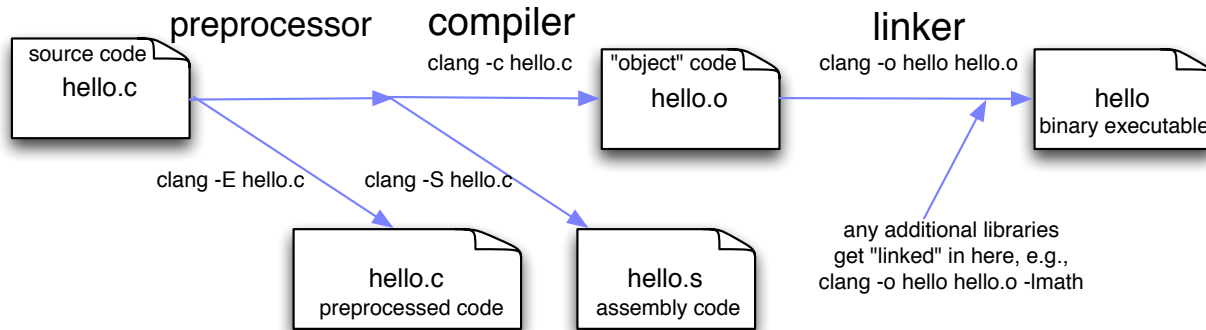 preprocessor
compiler
linker
source code
hello.c
clang -c hello.c
"object" code
hello.o
clang -o hello hello.o
hello
binary executable
clang -E hello.c
clang -S hello.c
hello.c
preprocessed code
hello.s
assembly code
any additional libraries
get "linked" in here, e.g.,
clang -o hello hello.o -lmath